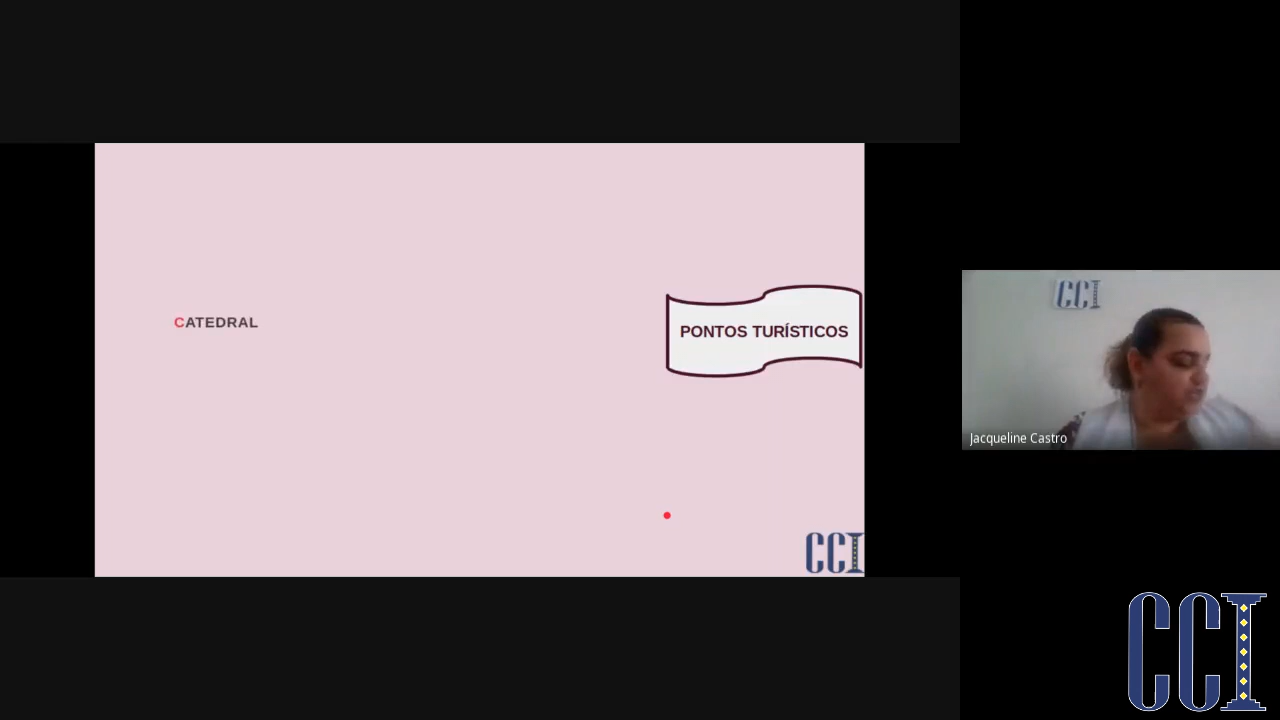 CATEDRAL
PONTOS TURÍSTICOS
CCI
CCI
Jacqueline Castro
CCI